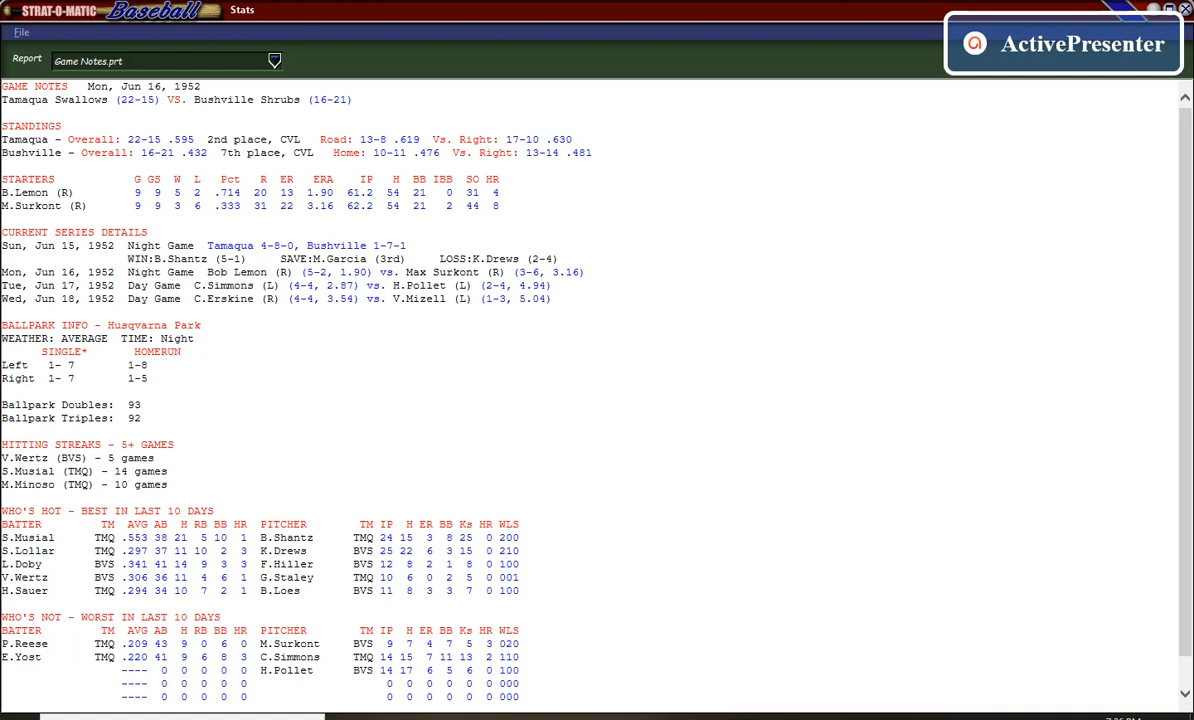 STRAT-O-MATIC Baseball Stats
File
ActivePresenter
Report Game Notes.prt
GAME NOTES Mon, Jun 16, 1952
Tamaqua Swallows (22-15) VS. Bushville Shrubs (16-21)
STANDINGS
Tamaqua - Overall: 22-15 .595 2nd place, CVL Road: 13-8 .619 Vs. Right: 17-10 .630
Bushville - Overall: 16-21 .432 7th place, CVL Home: 10-11 .476 Vs. Right: 13-14 .481
STARTERS G GS W L Pct R ER ERA IP H BB IBB SO HR
B.Lemon (R) 9 9 5 2 .714 20 13 1.90 61.2 54 21 0 31 4
M.Surkont (R) 9 9 3 6 .333 31 22 3.16 62.2 54 21 2 44 8
CURRENT SERIES DETAILS
Sun, Jun 15, 1952 Night Game Tamaqua 4-8-0, Bushville 1-7-1
WIN:B.Shantz (5-1) SAVE:M.Garcia (3rd) LOSS:K.Drews (2-4)
Mon, Jun 16, 1952 Night Game Bob Lemon (R) (5-2, 1.90) vs. Max Surkont (R) (3-6, 3.16)
Tue, Jun 17, 1952 Day Game C.Simmons (L) (4-4, 2.87) vs. H.Pollet (L) (2-4, 4.94)
Wed, Jun 18, 1952 Day Game C.Erskine (R) (4-4, 3.54) vs. V.Mizell (L) (1-3, 5.04)
BALLPARK INFO - Husqvarna Park
WEATHER: AVERAGE TIME: Night
SINGLE* HOMERUN
Left 1- 7 1-8
Right 1- 7 1-5
Ballpark Doubles: 93
Ballpark Triples: 92
HITTING STREAKS - 5+ GAMES
V.Wertz (BVS) - 5 games
S.Musial (TMQ) - 14 games
M.Minoso (TMQ) - 10 games
WHO'S HOT - BEST IN LAST 10 DAYS
BATTER TM AVG AB H RB BB HR PITCHER TM IP H ER BB Ks HR WLS
S.Musial TMQ .553 38 21 5 10 1 B.Shantz TMQ 24 15 3 8 25 0 200
S.Lollar TMQ .297 37 11 10 2 3 K.Drews BVS 25 22 6 3 15 0 210
L.Doby BVS .341 41 14 9 3 3 F.Hiller BVS 12 8 2 1 8 0 100
V.Wertz BVS .306 36 11 4 6 1 G.Staley TMQ 10 6 0 2 5 0 001
H.Sauer TMQ .294 34 10 7 2 1 B.Loes BVS 11 8 3 3 7 0 100
WHO'S NOT - WORST IN LAST 10 DAYS
BATTER TM AVG AB H RB BB HR PITCHER TM IP H ER BB Ks HR WLS
P.Reese TMQ .209 43 9 0 6 0 M.Surkont BVS 9 7 4 7 5 3 020
E.Yost TMQ .220 41 9 6 8 3 C.Simmons TMQ 14 15 7 11 13 2 110
---- 0 0 0 0 0 H.Pollet BVS 14 17 6 5 6 0 100
---- 0 0 0 0 0 0 0 0 0 0 0 000
---- 0 0 0 0 0 0 0 0 0 0 0 000